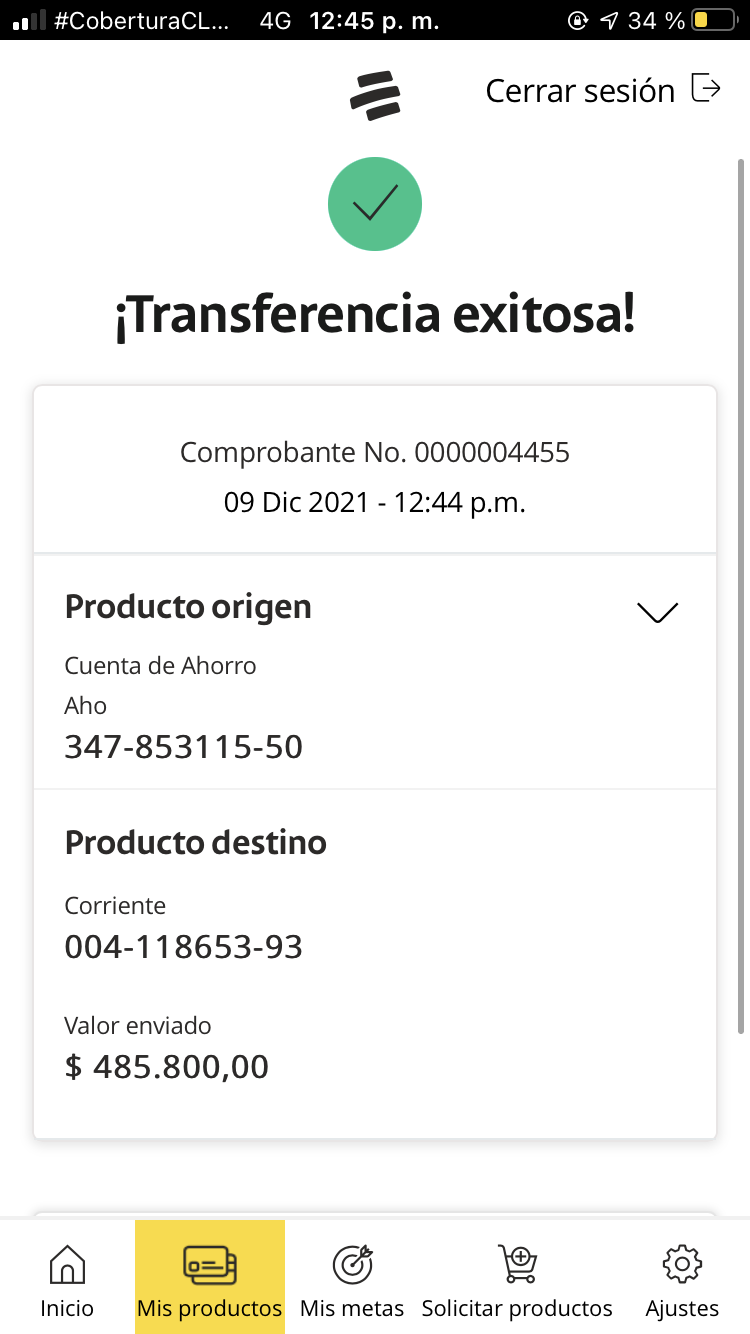 #CoberturaCL... 4G 12:45 p. m. 34 %
Cerrar sesión
¡Transferencia exitosa!
Comprobante No. 0000004455
09 Dic 2021 - 12:44 p.m.
Producto origen
Cuenta de Ahorro
Aho
347-853115-50
Producto destino
Corriente
004-118653-93
Valor enviado
$ 485.800,00
Inicio Mis productos Mis metas Solicitar productos Ajustes